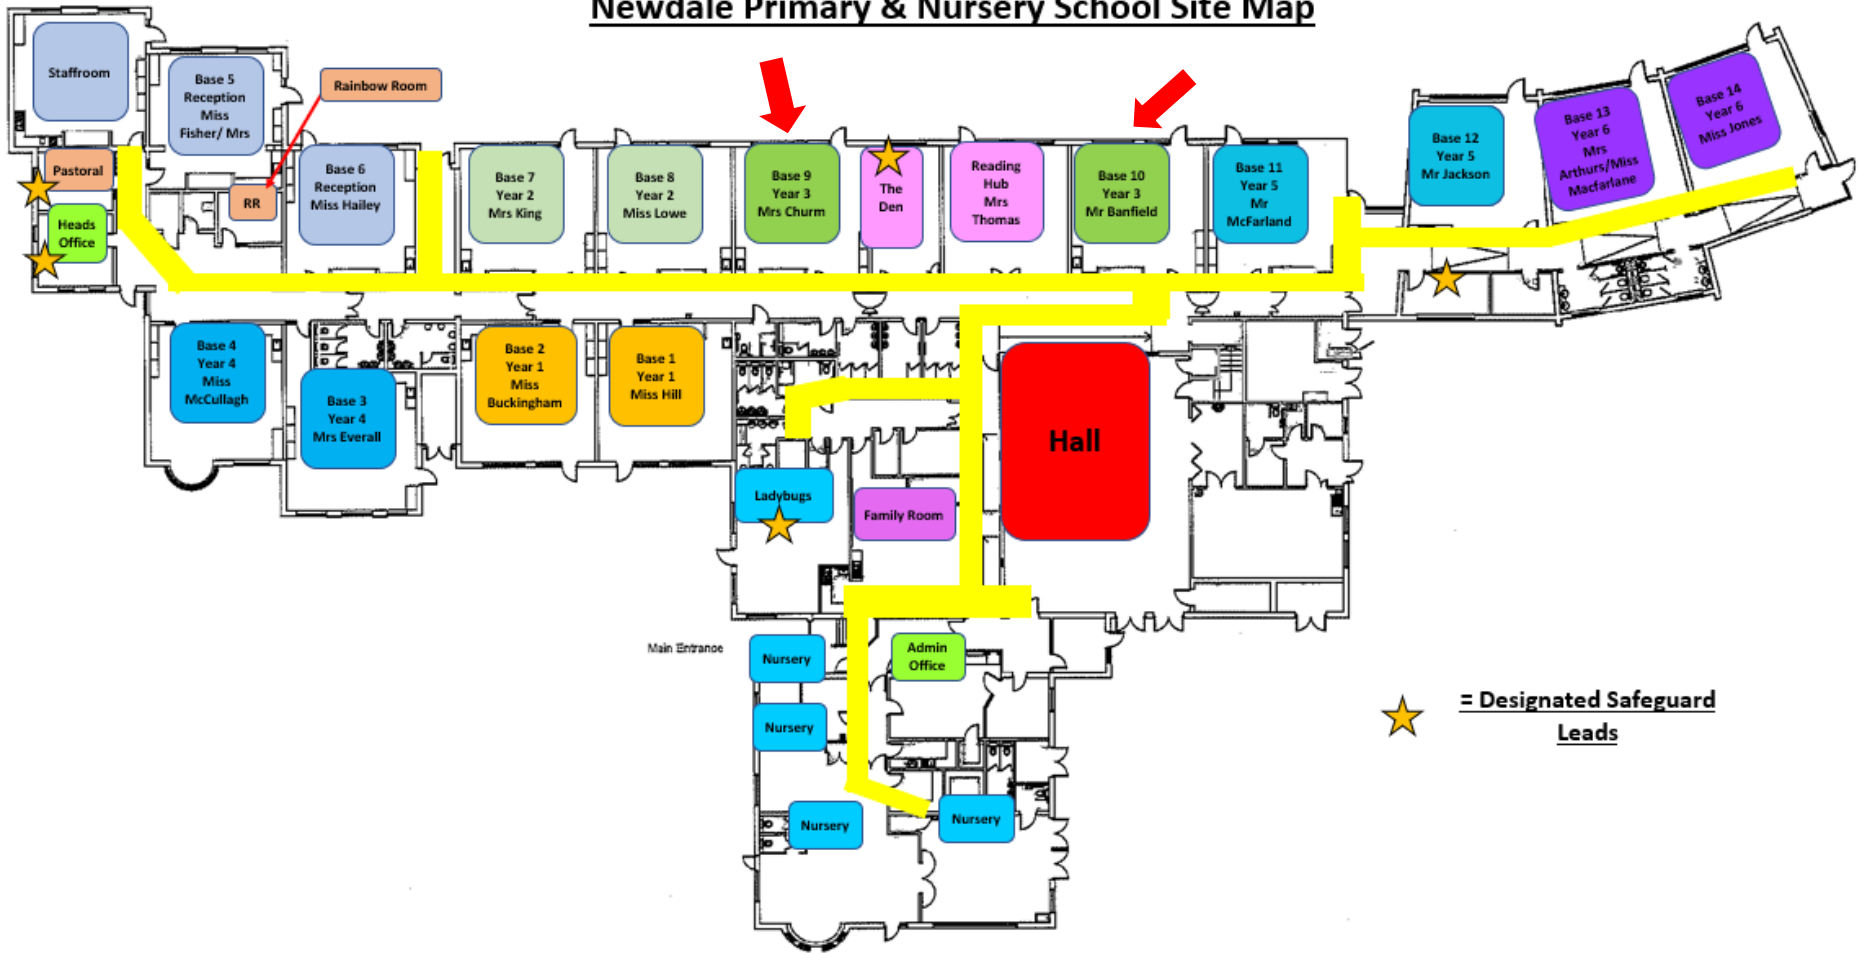 Newdale Primary & Nursery School Site Map
Staffroom
Base 5
Reception
Miss
Fisher/ Mrs
Rainbow Room
Pastoral
Heads
Office
RR
Base 6
Reception
Miss Hailey
Base 7
Year 2
Mrs King
Base 8
Year 2
Miss Lowe
Base 9
Year 3
Mrs Churm
The
Den
Reading
Hub
Mrs
Thomas
Base 10
Year 3
Mr Banfield
Base 11
Year 5
Mr
McFarland
Base 12
Year 5
Mr Jackson
Base 13
Year 6
Mrs
Arthurs/Miss
Macfarlane
Base 14
Year 6
Miss Jones
Base 4
Year 4
Miss
McCullagh
Base 3
Year 4
Mrs Everall
Base 2
Year 1
Miss
Buckingham
Base 1
Year 1
Miss Hill
Hall
Ladybugs
Family Room
Main Entrance
Nursery
Admin
Office
Nursery
Nursery
Nursery
= Designated Safeguard
Leads